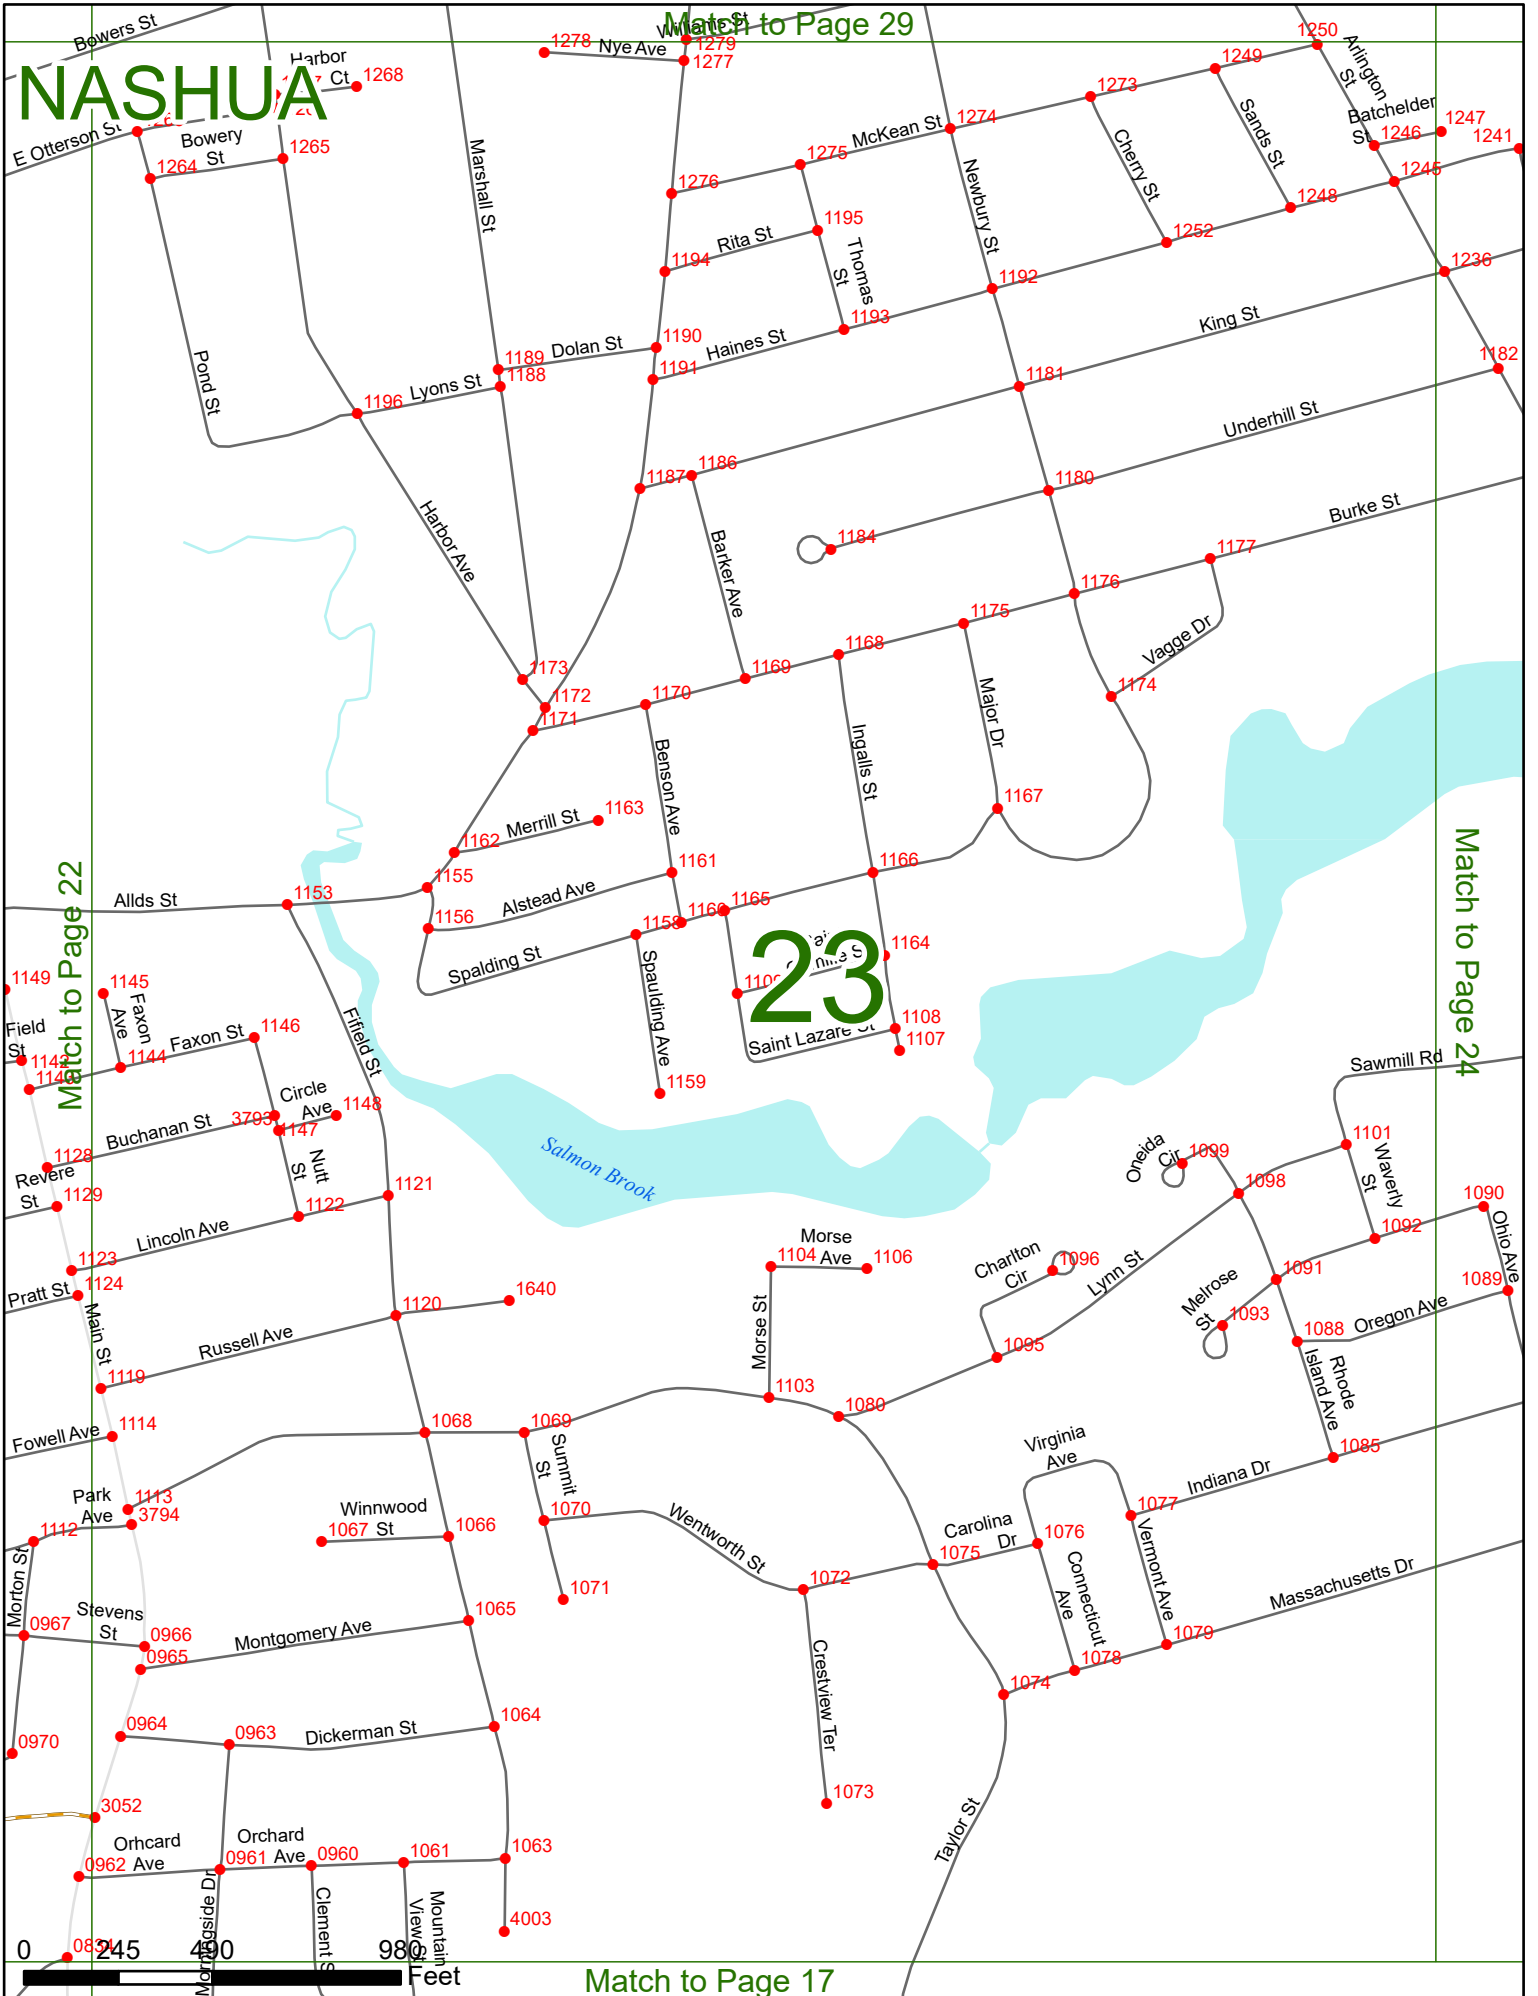 Match to Page 29
NASHUA
Bowers St
Williams St
1278
Nye Ave
1279
1277
1250
Arlington
St
1249
Harbor
Ct
1268
1273
Batchelder
St
1247
1246
1241
E Otterson St
Bowery
St
1265
1264
Marshall St
McKean St
1274
1275
1276
Cherry St
Sands St
1245
1248
1195
Rita St
Thomas
St
Newbury St
1252
1194
1192
1236
1193
King St
1190
Haines St
Dolan St
1189
1188
1191
1182
Pond St
Lyons St
1196
1181
Underhill St
1187
1186
1180
Burke St
Harbor Ave
Barker Ave
1184
1177
1176
1175
Vagge Dr
1168
1169
1173
1172
1170
1171
Major Dr
1174
Benson Ave
Ingalls St
1167
1163
Merrill St
1162
1161
1166
1155
Match to Page 22
Match to Page 24
Allds St
1153
Alstead Ave
1156
1165
1160
1158
Spalding St
23
1164
Spaulding Ave
1149
1145
Faxon
Ave
Fifield St
1108
1107
Saint Lazare St
Field
St
1142
1146
Faxon St
1144
Sawmill Rd
1159
Circle
Ave
1148
3793
1147
Buchanan St
1128
Nutt
St
Salmon Brook
Oneida
Cir
1099
1101
Waverly
St
Revere
St
1129
1121
1122
1098
1090
Ohio Ave
Lincoln Ave
1123
1092
Morse
Ave
1104
1106
Charlton
Cir
1096
Lynn St
1091
Melrose
St
1089
1124
Pratt St
1640
1120
Main St
Morse St
1093
1088
Oregon Ave
Russell Ave
1095
Rhode
Island Ave
1119
1103
1080
1114
Fowell Ave
1068
1069
Summit
St
Virginia
Ave
1085
Indiana Dr
Park
Ave
1113
3794
1112
Winnwood
St
1067
1066
1070
Wentworth St
1077
Vermont Ave
Carolina
Dr
1076
1075
Connecticut
Ave
Massachusetts Dr
Morton St
1071
1072
Stevens
St
0967
0966
0965
Montgomery Ave
1065
1079
1078
Crestview Ter
1074
0970
0964
0963
Dickerman St
1064
1073
3052
Taylor St
Orhcard
Ave
Orchard
Ave
0962
0961
0960
1061
1063
Morningside Dr
Clement S
Mountain
View St
4003
0834
0 245 490 980
Feet
Match to Page 17